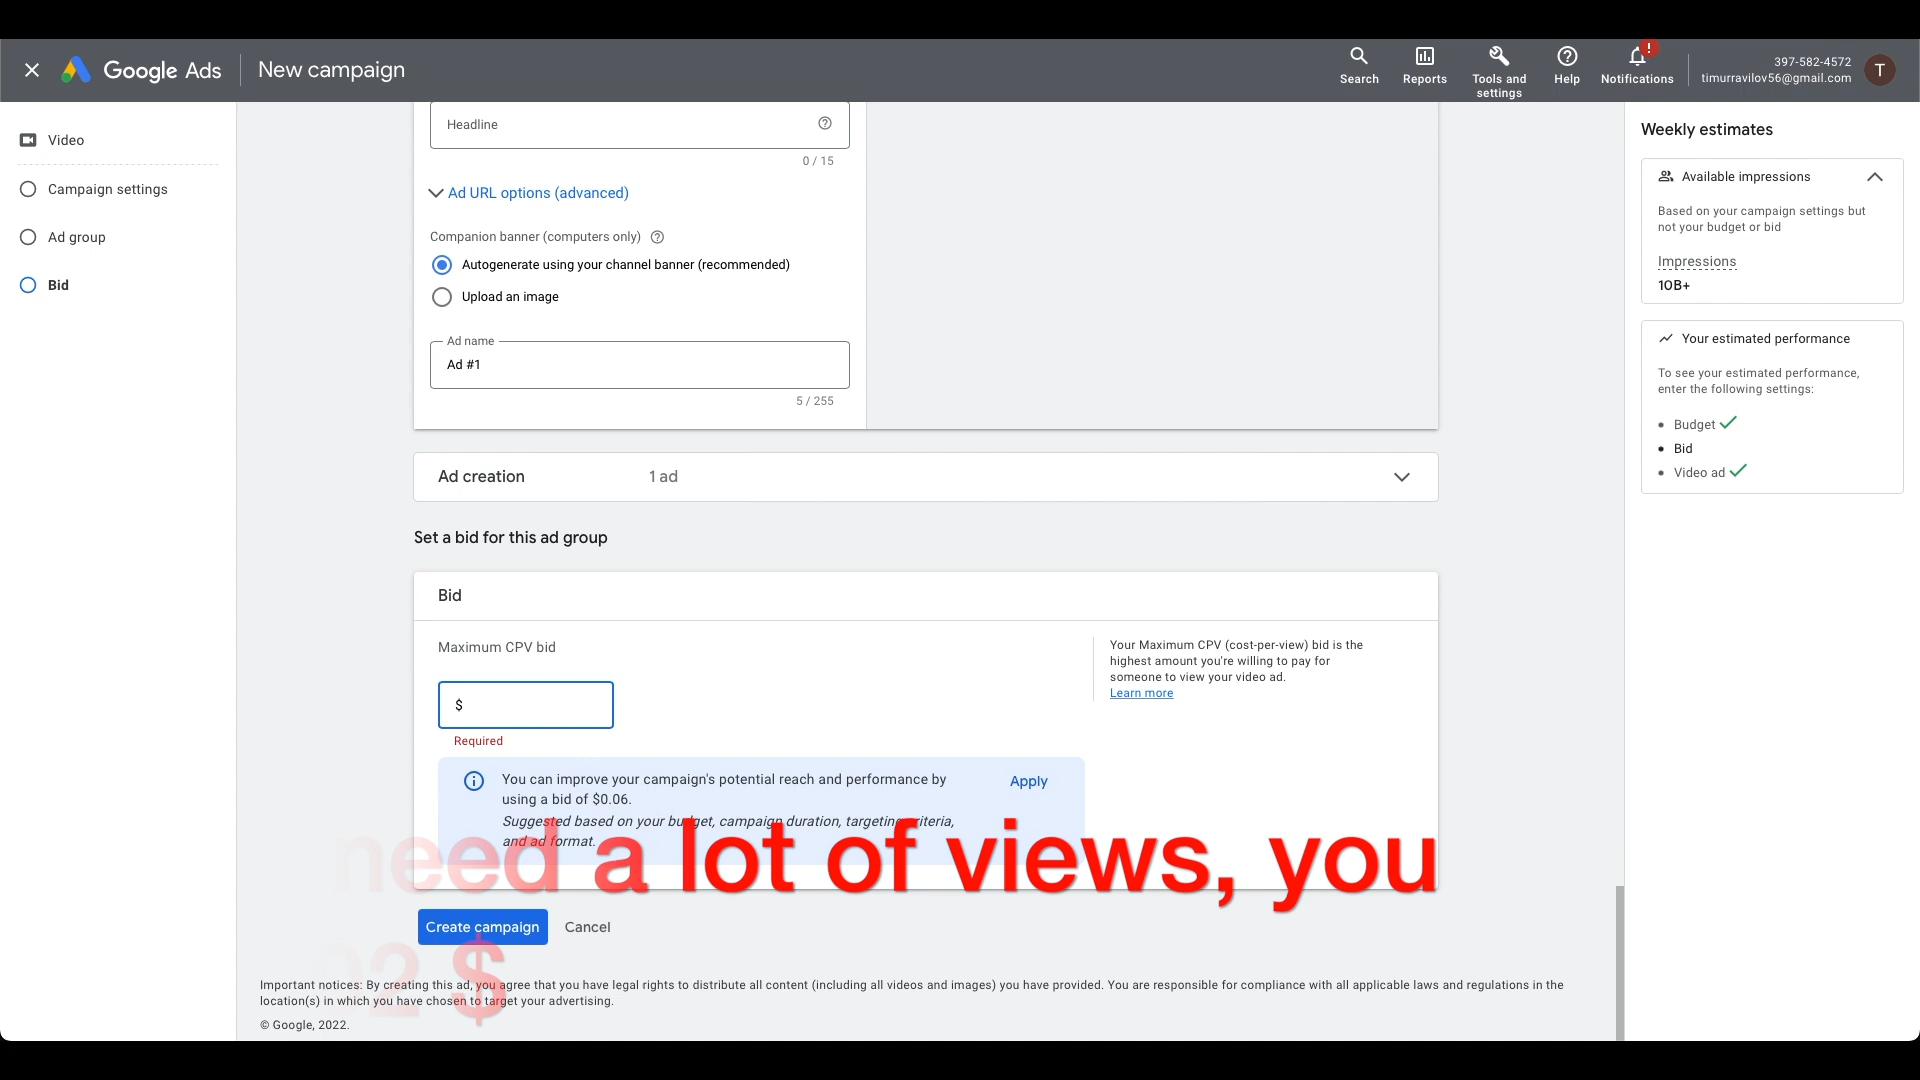 Google Ads
New campaign
Search
Reports
Tools and
settings
Help
!
Notifications
397-582-4572
timurravilov56@gmail.com
T
Video
Campaign settings
Ad group
Bid
Headline
0 / 15
Ad URL options (advanced)
Companion banner (computers only)
Autogenerate using your channel banner (recommended)
Upload an image
Ad name
Ad #1
5 / 255
Ad creation
1 ad
Set a bid for this ad group
Bid
Maximum CPV bid
$
Required
Your Maximum CPV (cost-per-view) bid is the
highest amount you're willing to pay for
someone to view your video ad.
Learn more
You can improve your campaign's potential reach and performance by
using a bid of $0.06.
Apply
Suggested based on your budget, campaign duration, targeting criteria,
and ad format.
need a lot of views, you
02 $
Create campaign
Cancel
Important notices: By creating this ad, you agree that you have legal rights to distribute all content (including all videos and images) you have provided. You are responsible for compliance with all applicable laws and regulations in the
location(s) in which you have chosen to target your advertising.
© Google, 2022.
Weekly estimates
Available impressions
Based on your campaign settings but
not your budget or bid
Impressions
10B+
Your estimated performance
To see your estimated performance,
enter the following settings:
Budget
Bid
Video ad